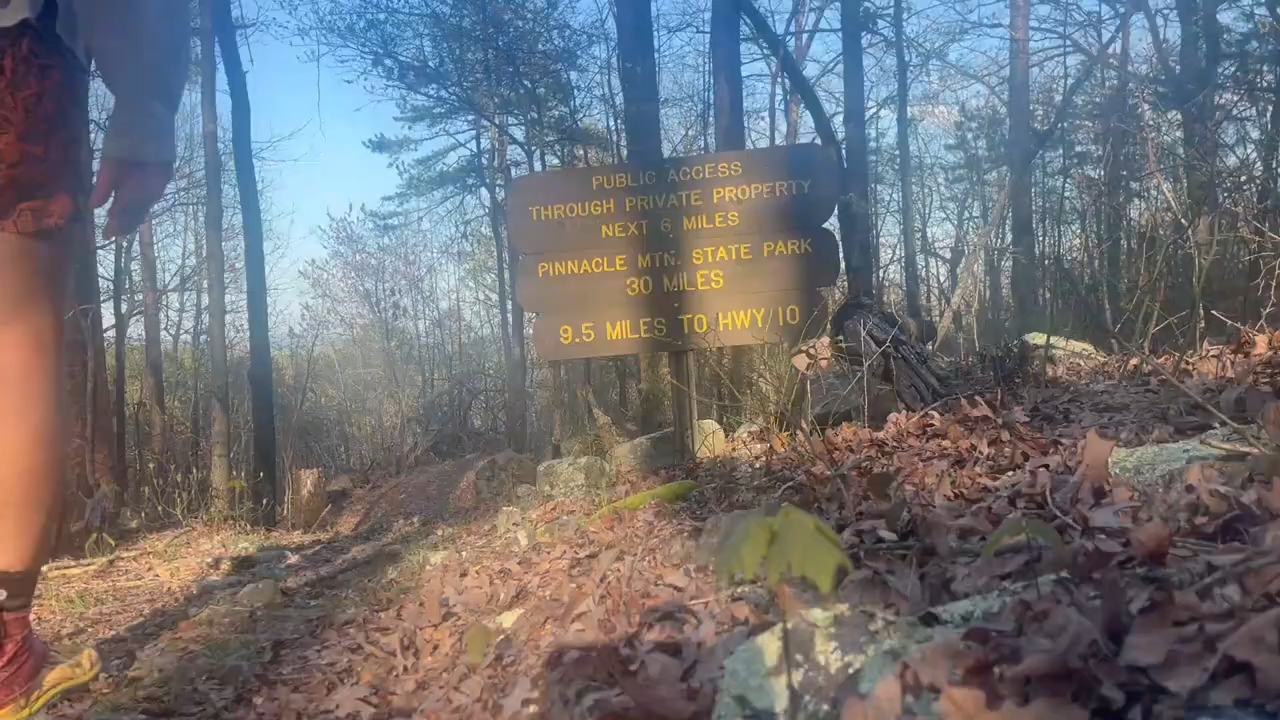 PUBLIC ACCESS
THROUGH PRIVATE PROPERTY
NEXT 6 MILES
PINNACLE MTN. STATE PARK
30 MILES
9.5 MILES TO HWY 10